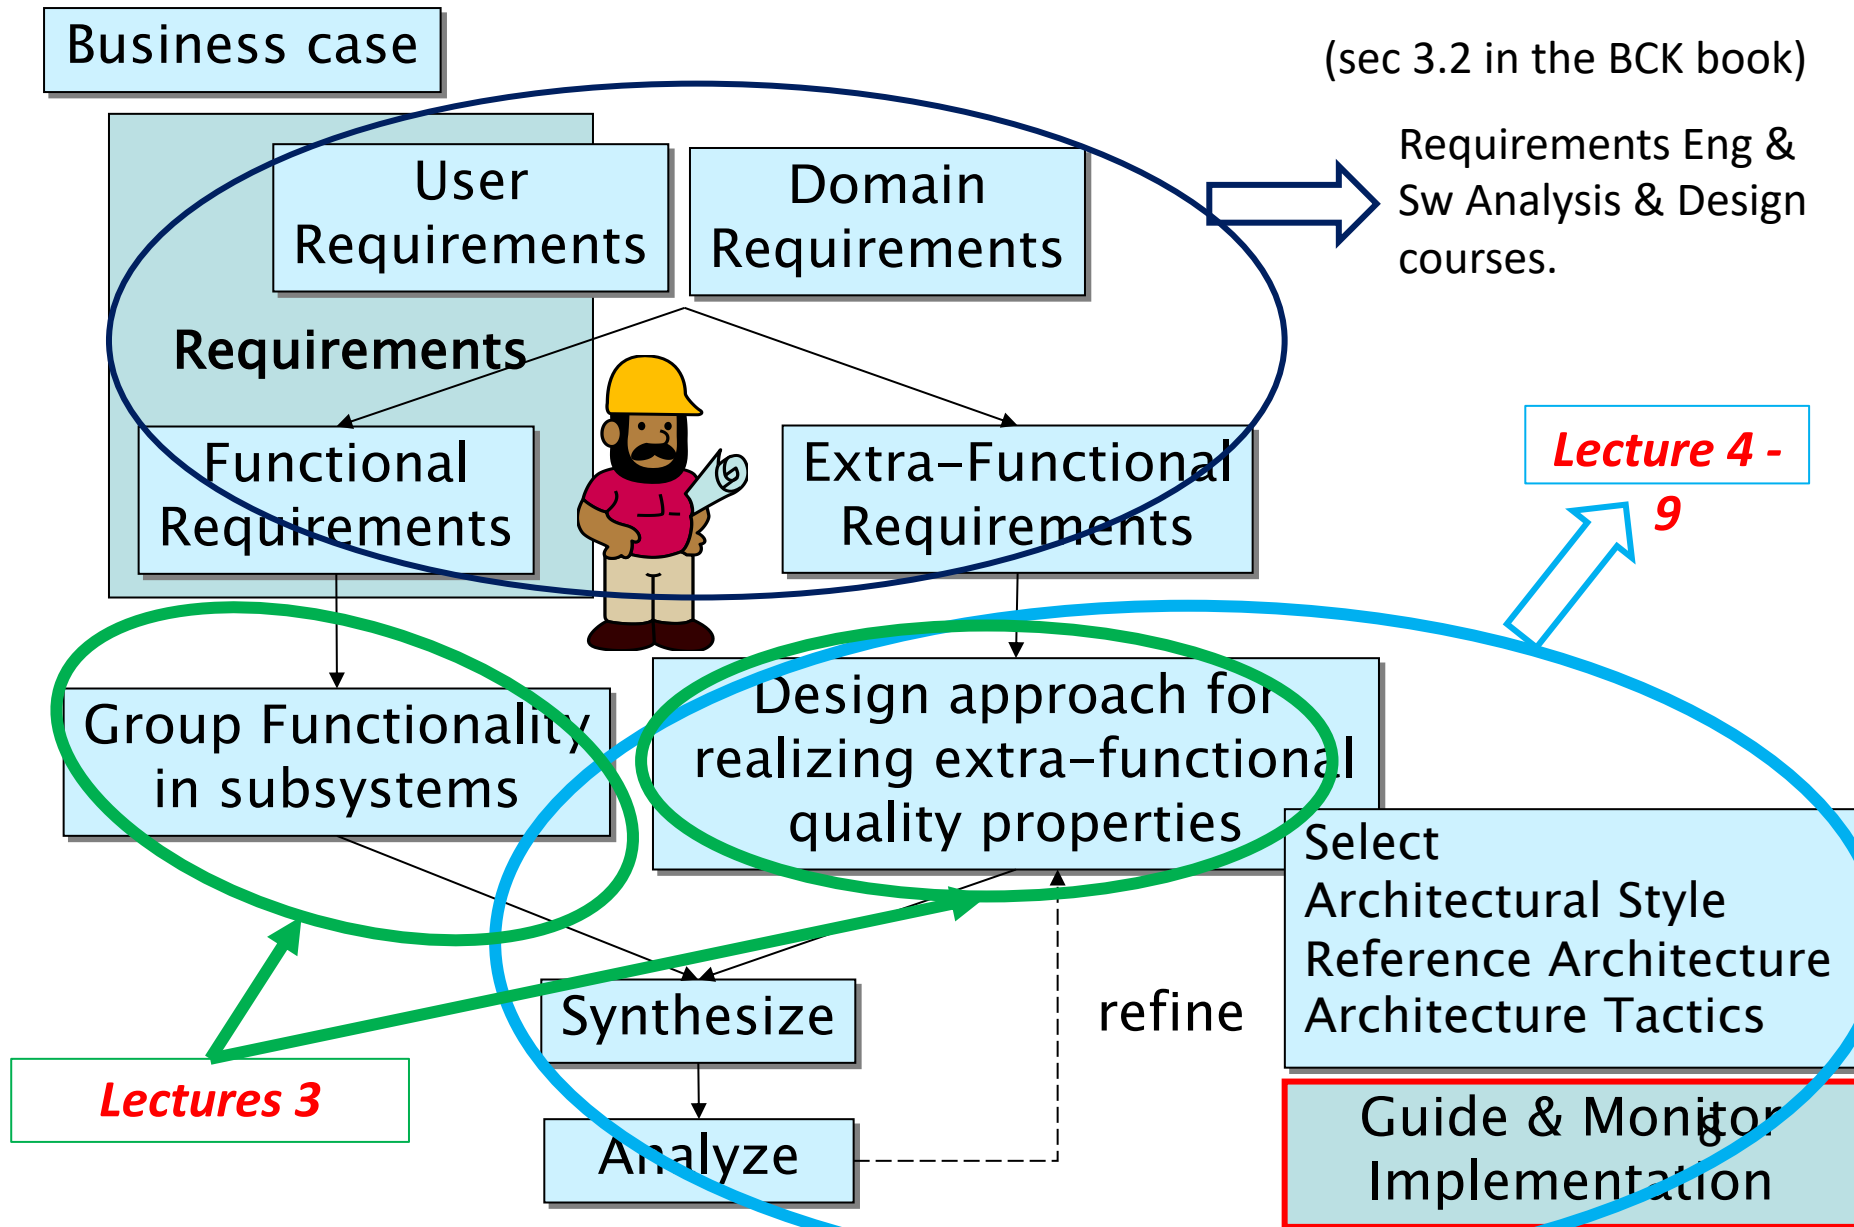 Business case
(sec 3.2 in the BCK book)
Requirements Eng &
Sw Analysis & Design
courses.
User
Requirements
Domain
Requirements
Requirements
Functional
Requirements
Extra-Functional
Requirements
Lecture 4 -
9
Group Functionality
in subsystems
Design approach for
realizing extra-functional
quality properties
Select
Architectural Style
Reference Architecture
Architecture Tactics
Synthesize
refine
Lectures 3
Analyze
Guide & Monitor
Implementation
8